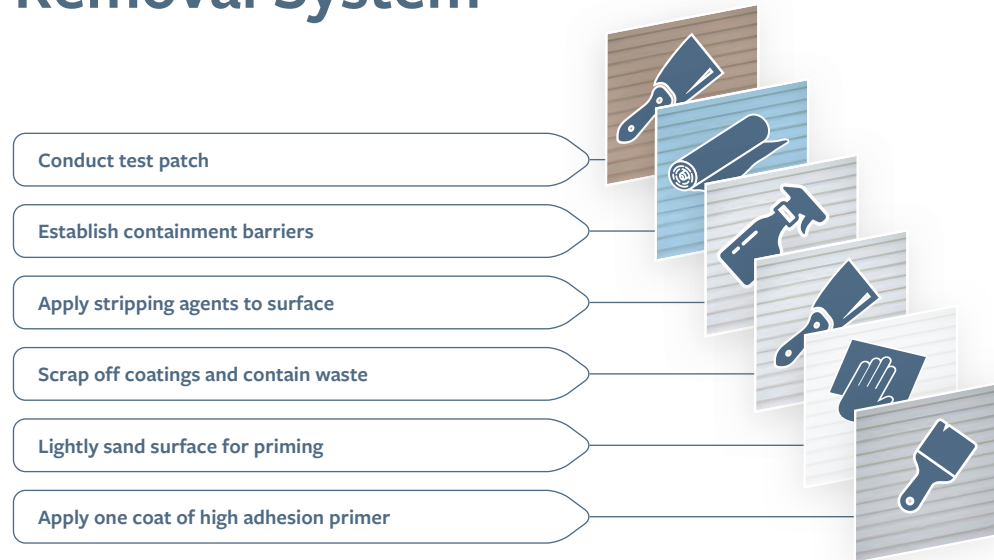 Removal System
Conduct test patch
Establish containment barriers
Apply stripping agents to surface
Scrap off coatings and contain waste
Lightly sand surface for priming
Apply one coat of high adhesion primer